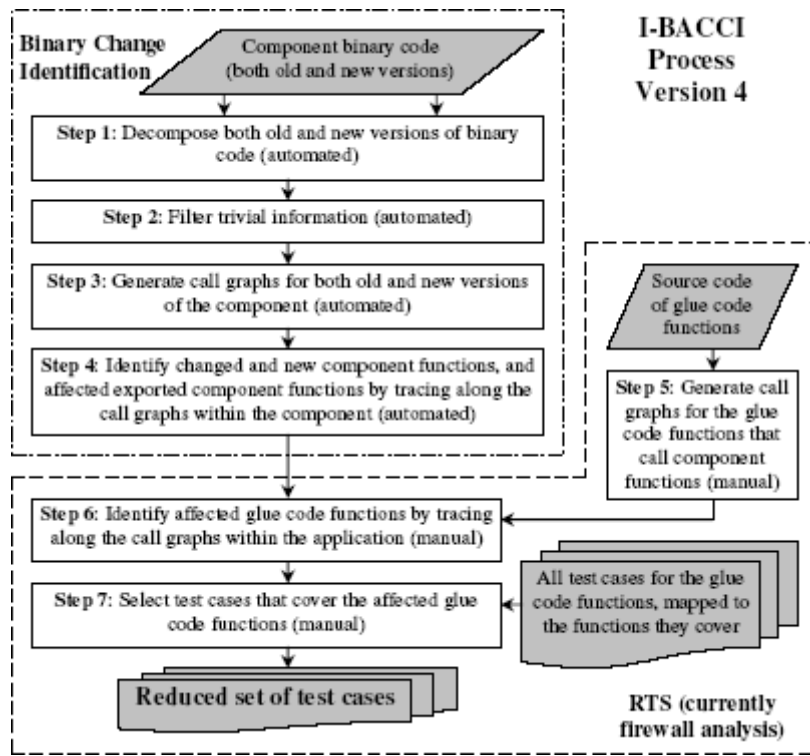 Binary Change
Identification
Component binary code
(both old and new versions)
I-BACCI
Process
Version 4
Step 1: Decompose both old and new versions of binary
code (automated)
Step 2: Filter trivial information (automated)
Step 3: Generate call graphs for both old and new versions
of the component (automated)
Step 4: Identify changed and new component functions, and
affected exported component functions by tracing along the
call graphs within the component (automated)
Source code
of glue code
functions
Step 5: Generate call
graphs for the glue
code functions that
call component
functions (manual)
Step 6: Identify affected glue code functions by tracing
along the call graphs within the application (manual)
Step 7: Select test cases that cover the affected glue
code functions (manual)
All test cases for the glue
code functions, mapped to
the functions they cover
Reduced set of test cases
RTS (currently
firewall analysis)